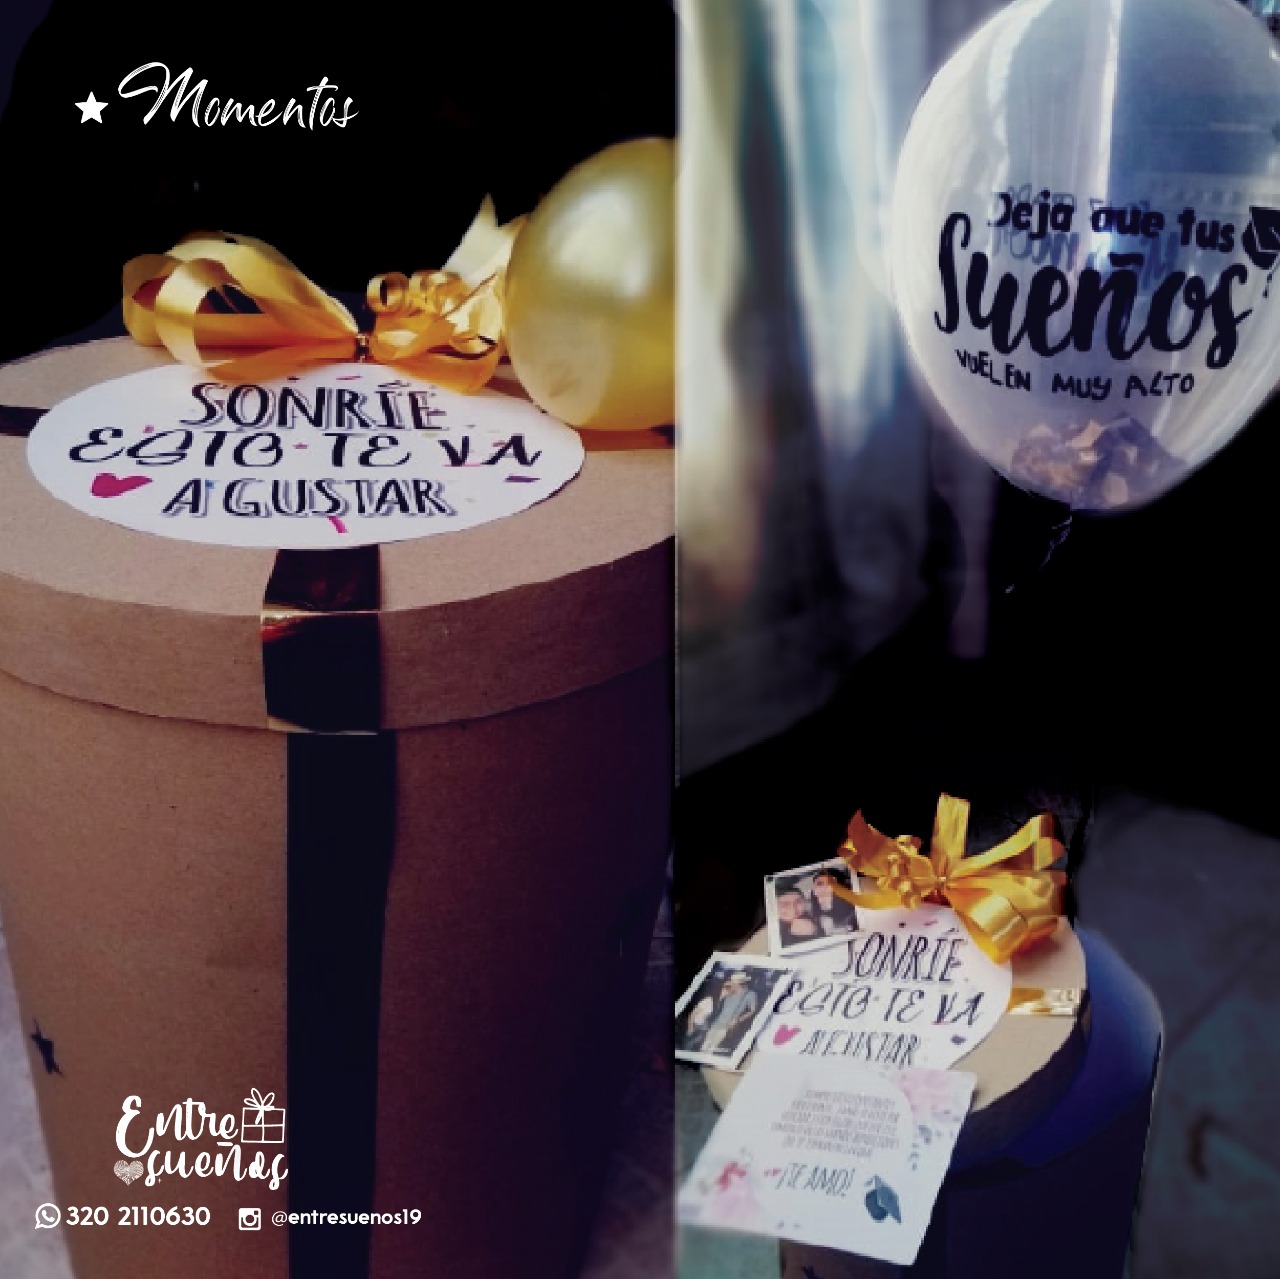 Momentos
SONRÍE
ESTO TE VA
A GUSTAR
Deja que tus
Sueños
VUELEN MUY ALTO
SONRÍE
ESTO TE VA
A GUSTAR
¡TE AMO!
Entre
sueños
320 2110630 @entresuenos19